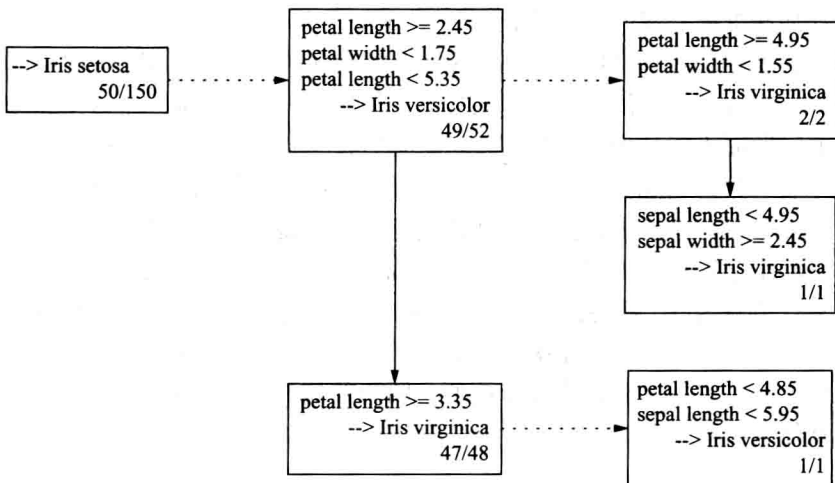 --> Iris setosa
50/150
petal length >= 2.45
petal width < 1.75
petal length < 5.35
--> Iris versicolor
49/52
petal length >= 4.95
petal width < 1.55
--> Iris virginica
2/2
sepal length < 4.95
sepal width >= 2.45
--> Iris virginica
1/1
petal length >= 3.35
--> Iris virginica
47/48
petal length < 4.85
sepal length < 5.95
--> Iris versicolor
1/1